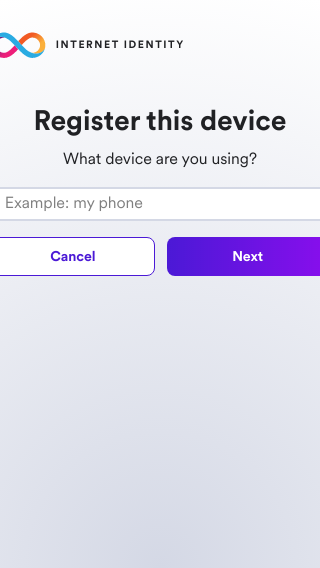 INTERNET IDENTITY
Register this device
What device are you using?
Example: my phone
Cancel
Next